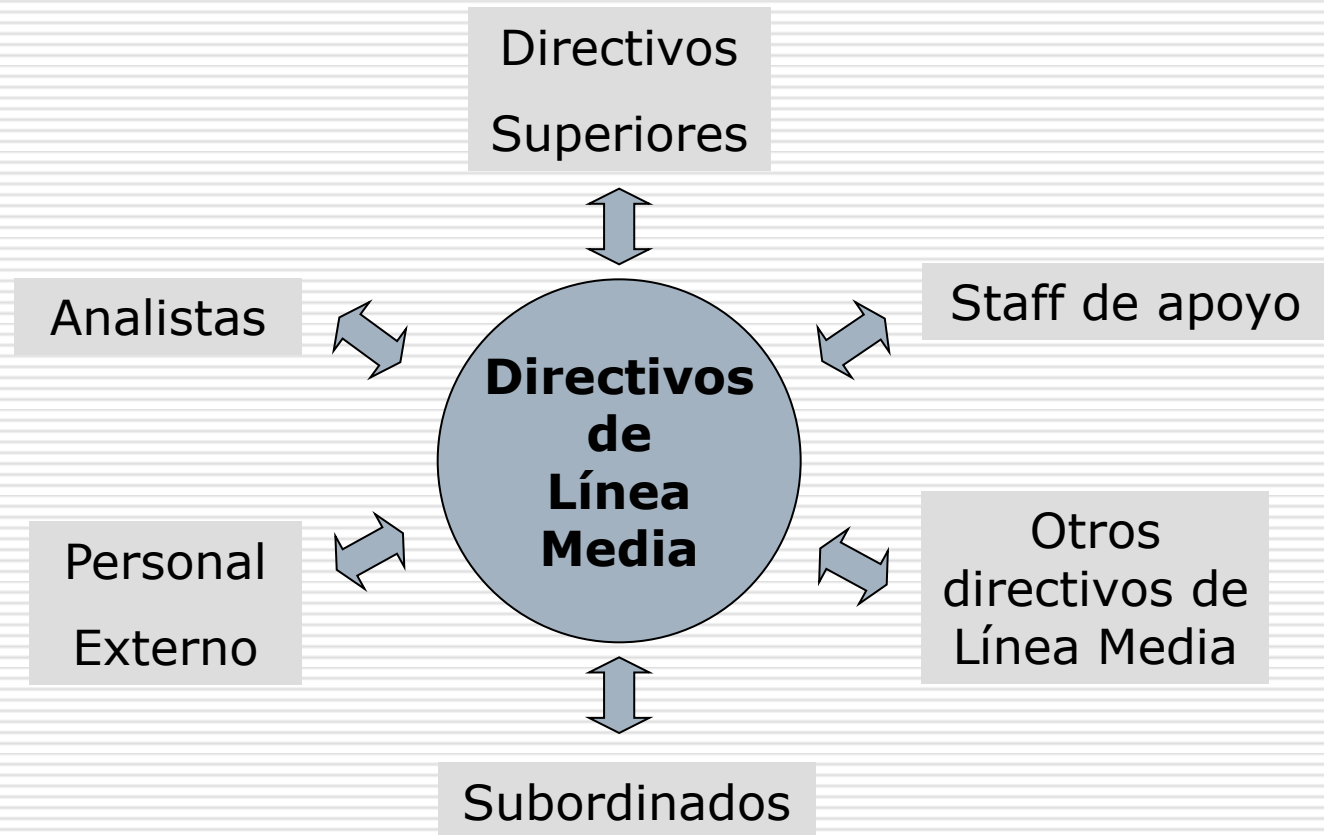 Directivos
Superiores
Analistas
Staff de apoyo
Directivos
de
Línea
Media
Personal
Externo
Otros
directivos de
Línea Media
Subordinados